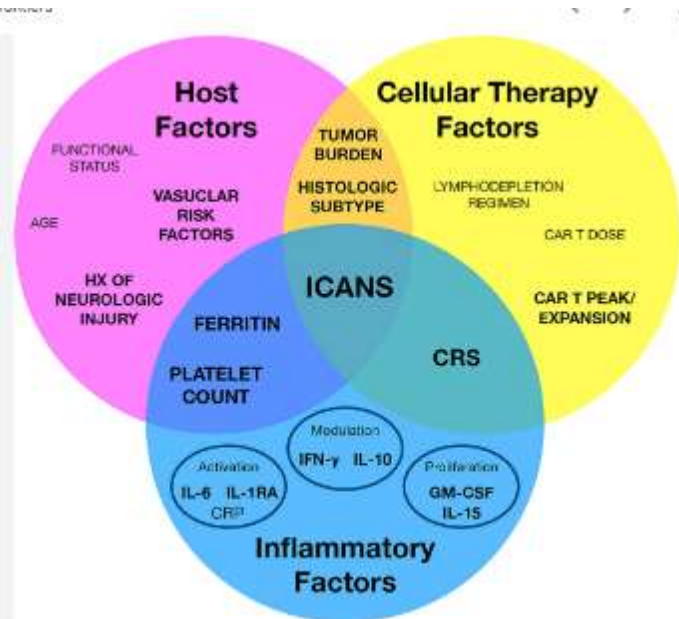 Host
Factors
Cellular Therapy
Factors
FUNCTIONAL
STATUS
AGE
VASUCLAR
RISK
FACTORS
HX OF
NEUROLOGIC
INJURY
TUMOR
BURDEN
HISTOLOGIC
SUBTYPE
LYMPHODEPLETION
REGIMEN
CAR T DOSE
CAR T PEAK/
EXPANSION
ICANS
FERRITIN
PLATELET
COUNT
CRS
Modulation
IFN-γ IL-10
Activation
IL-6 IL-1RA
CRP
Proliferation
GM-CSF
IL-15
Inflammatory
Factors